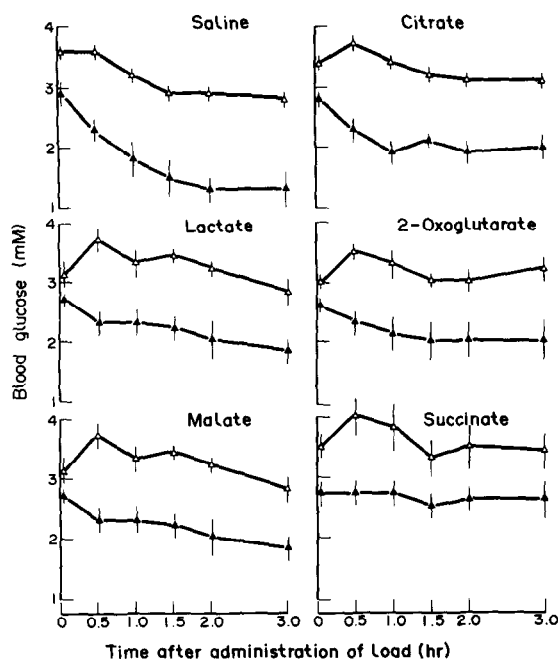 Saline
Citrate
4
3
2
1
Lactate
2-Oxoglutarate
4
3
2
1
Blood glucose (mM)
Malate
Succinate
4
3
2
1
0 0.5 1.0 1.5 2.0 3.0
0 0.5 1.0 1.5 2.0 3.0
Time after administration of Load (hr)